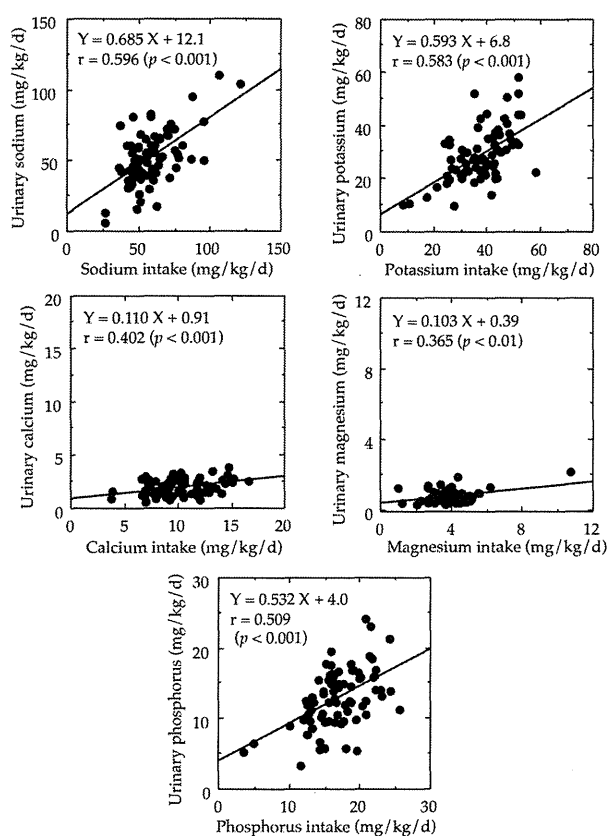 Y = 0.685 X + 12.1
r = 0.596 (p < 0.001)
150
100
50
0
Urinary sodium (mg/kg/d)
0 50 100 150
Sodium intake (mg/kg/d)
Y = 0.593 X + 6.8
r = 0.583 (p < 0.001)
80
60
40
20
0
Urinary potassium (mg/kg/d)
0 20 40 60 80
Potassium intake (mg/kg/d)
Y = 0.110 X + 0.91
r = 0.402 (p < 0.001)
20
15
10
5
0
Urinary calcium (mg/kg/d)
0 5 10 15 20
Calcium intake (mg/kg/d)
Y = 0.103 X + 0.39
r = 0.365 (p < 0.01)
12
8
4
0
Urinary magnesium (mg/kg/d)
0 4 8 12
Magnesium intake (mg/kg/d)
Y = 0.532 X + 4.0
r = 0.509
(p < 0.001)
30
20
10
0
Urinary phosphorus (mg/kg/d)
0 10 20 30
Phosphorus intake (mg/kg/d)